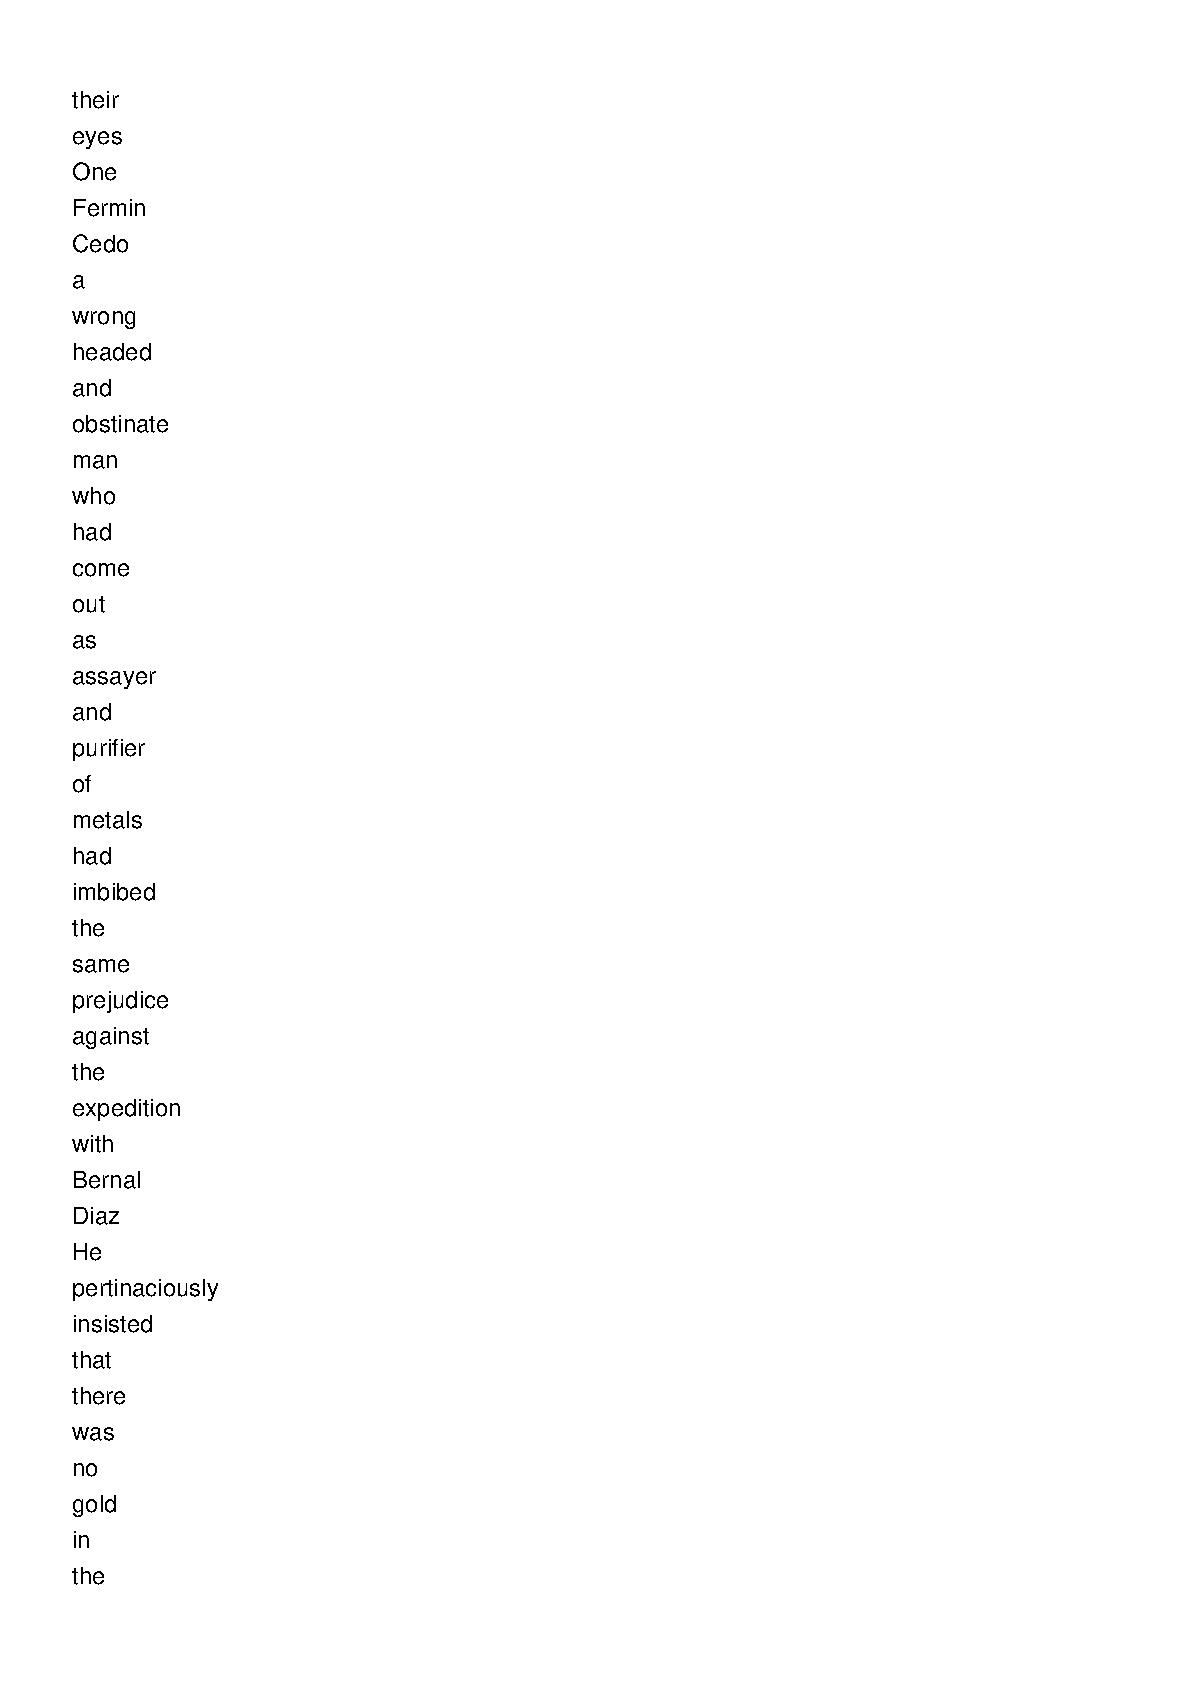 their
eyes
One
Fermin
Cedo
a
wrong
headed
and
obstinate
man
who
had
come
out
as
assayer
and
purifier
of
metals
had
imbibed
the
same
prejudice
against
the
expedition
with
Bernal
Diaz
He
pertinaciously
insisted
that
there
was
no
gold
in
the